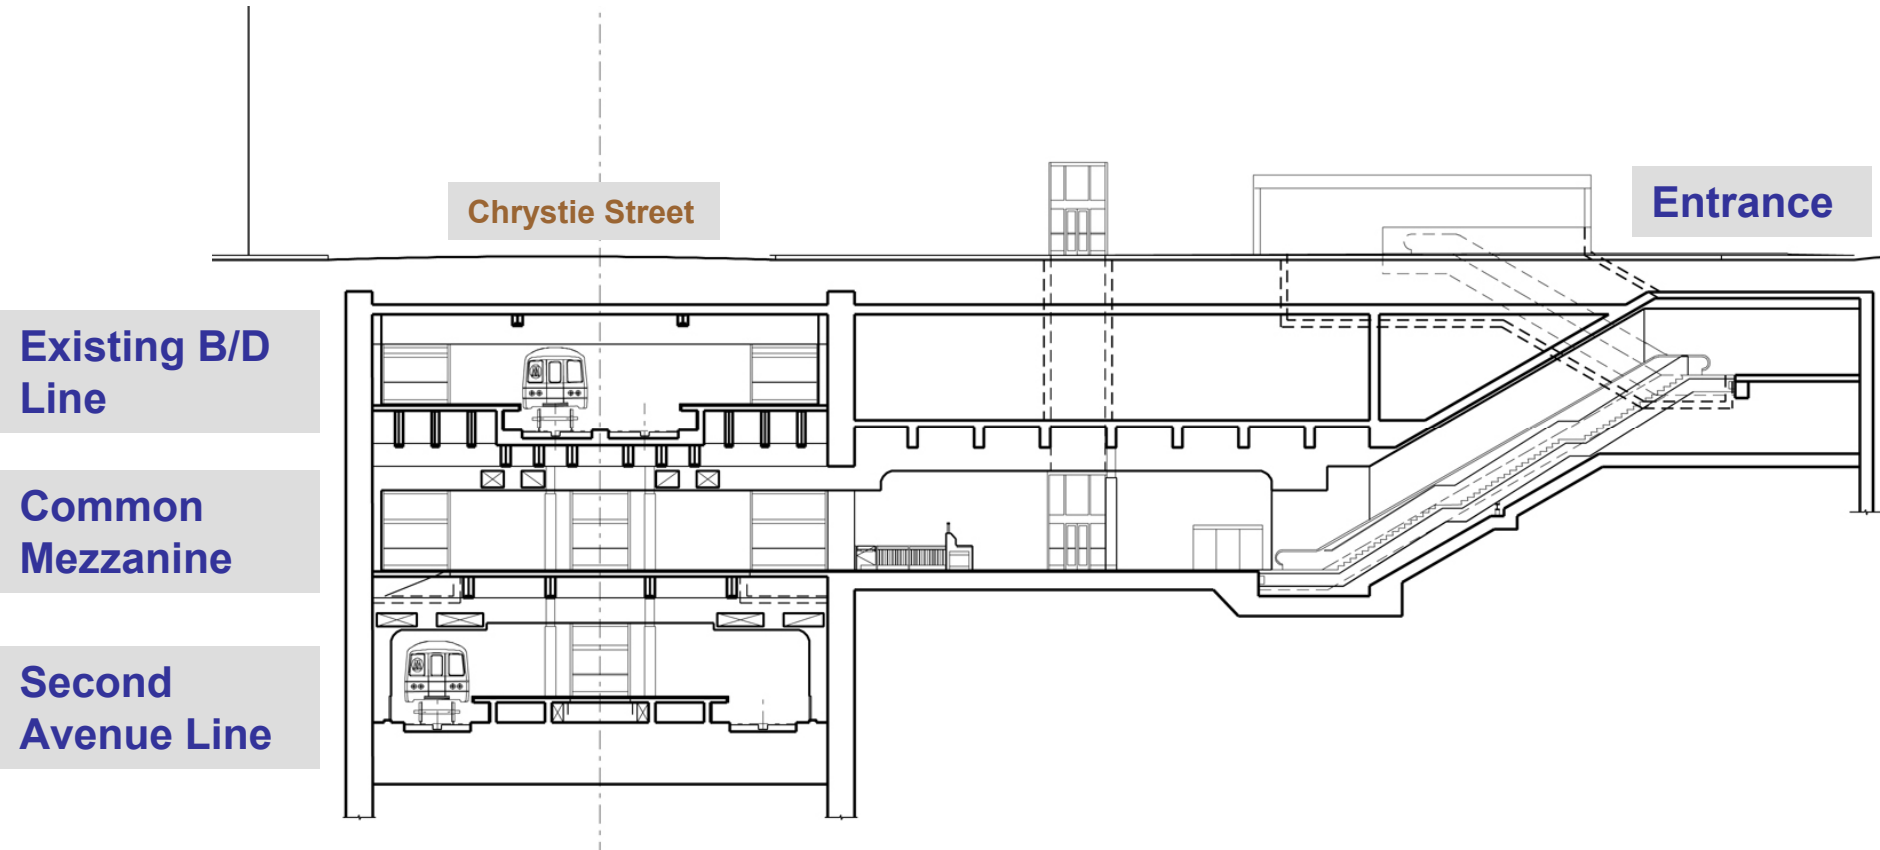 Chrystie Street
Entrance
Existing B/D
Line
Common
Mezzanine
Second
Avenue Line